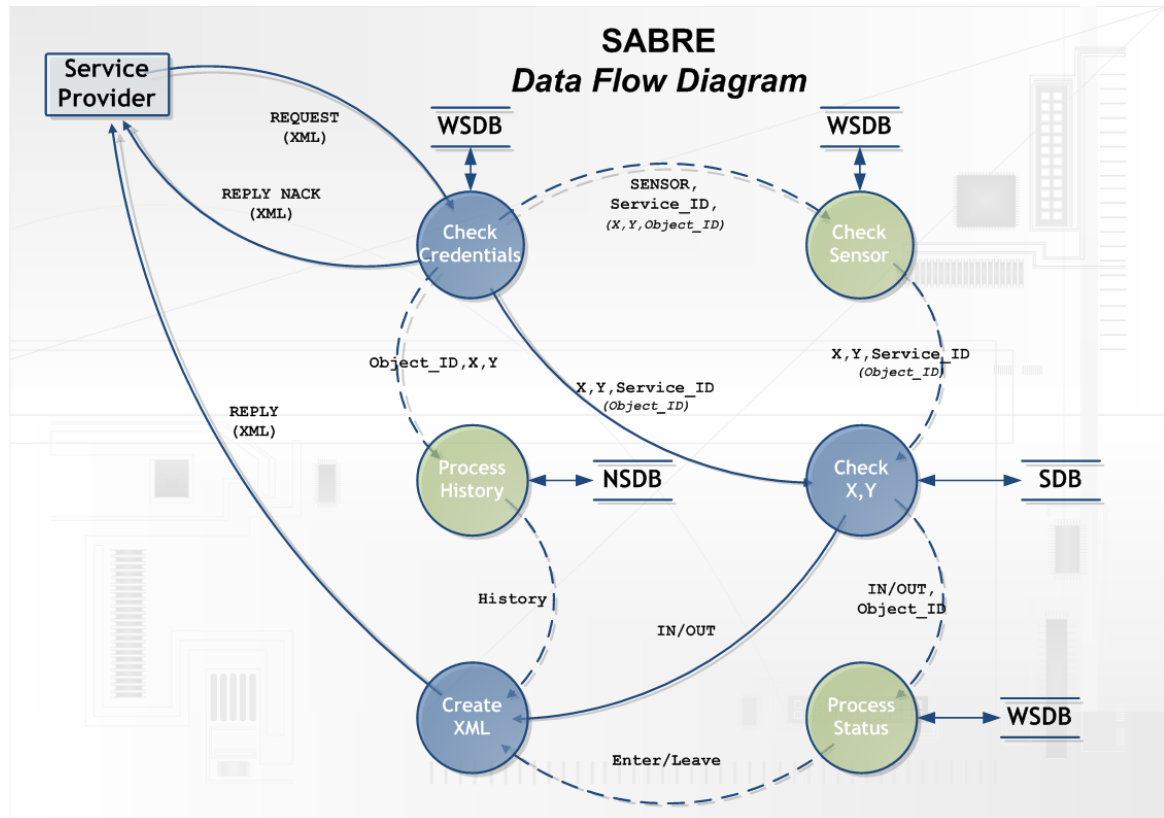 SABRE
Data Flow Diagram
Service
Provider
REQUEST
(XML)
WSDB
WSDB
REPLY NACK
(XML)
SENSOR,
Service_ID,
(X,Y,Object_ID)
Check
Credentials
Check
Sensor
Object_ID,X,Y
X,Y,Service_ID
(Object_ID)
X,Y,Service_ID
(Object_ID)
REPLY
(XML)
Process
History
NSDB
Check
X,Y
SDB
History
IN/OUT
IN/OUT,
Object_ID
Create
XML
Process
Status
WSDB
Enter/Leave